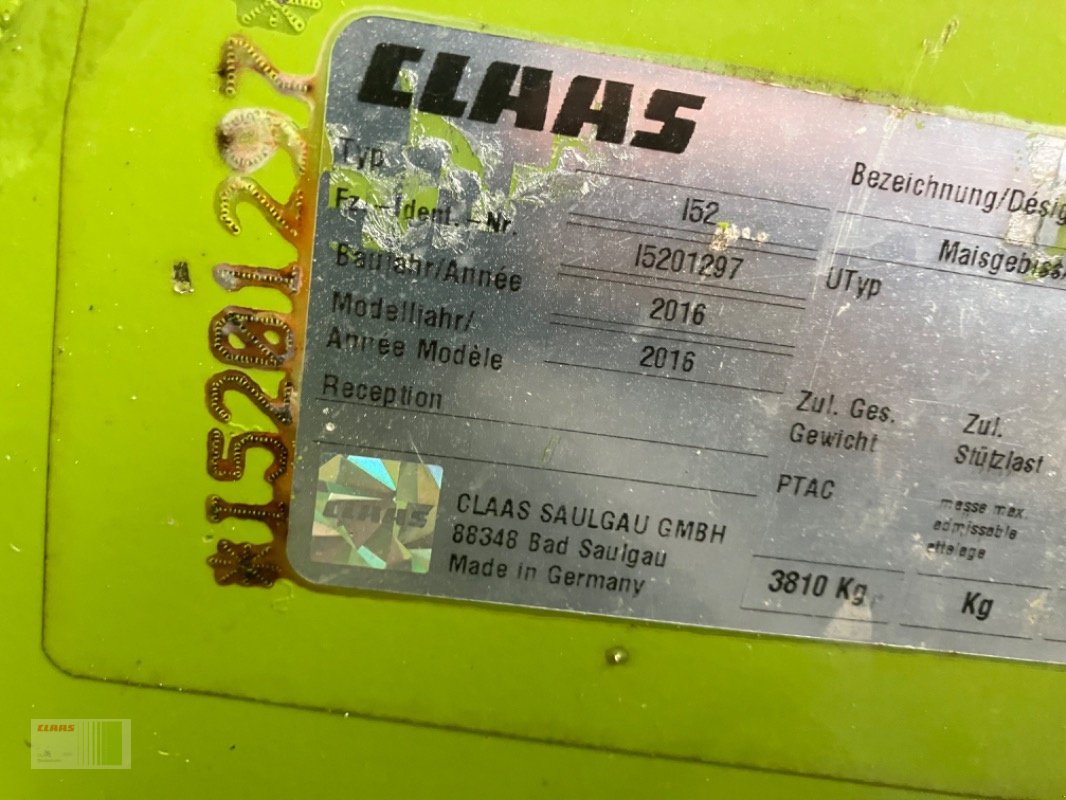 CLAAS
Typ
I52
Bezeichnung/Désig
Fz.-Ident.-Nr.
I5201297
Maisgebiss
Baujahr/Année
2016
UTyp
Modelljahr/
Année Modèle
2016
Reception
Zul. Ges.
Gewicht
Zul.
Stützlast
PTAC
masse max.
admissable
attelage
3810 Kg
Kg
CLAAS
CLAAS SAULGAU GMBH
88348 Bad Saulgau
Made in Germany
*I5201297
CLAAS